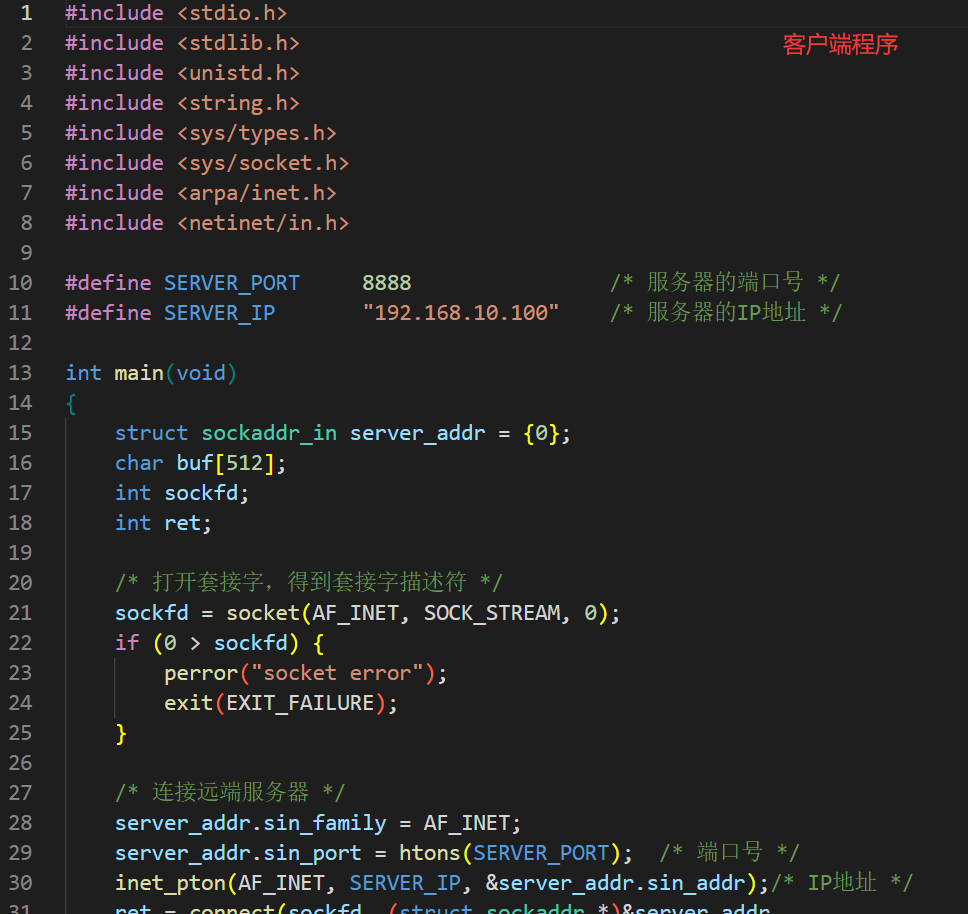 1 #include <stdio.h>
2 #include <stdlib.h>
客户端程序
3 #include <unistd.h>
4 #include <string.h>
5 #include <sys/types.h>
6 #include <sys/socket.h>
7 #include <arpa/inet.h>
8 #include <netinet/in.h>
9
10 #define SERVER_PORT     8888                /* 服务器的端口号 */
11 #define SERVER_IP       "192.168.10.100"    /* 服务器的IP地址 */
12
13 int main(void)
14 {
15     struct sockaddr_in server_addr = {0};
16     char buf[512];
17     int sockfd;
18     int ret;
19
20     /* 打开套接字，得到套接字描述符 */
21     sockfd = socket(AF_INET, SOCK_STREAM, 0);
22     if (0 > sockfd) {
23         perror("socket error");
24         exit(EXIT_FAILURE);
25     }
26
27     /* 连接远端服务器 */
28     server_addr.sin_family = AF_INET;
29     server_addr.sin_port = htons(SERVER_PORT);  /* 端口号 */
30     inet_pton(AF_INET, SERVER_IP, &server_addr.sin_addr);/* IP地址 */
31     ret = connect(sockfd, (struct sockaddr *)&server_addr,